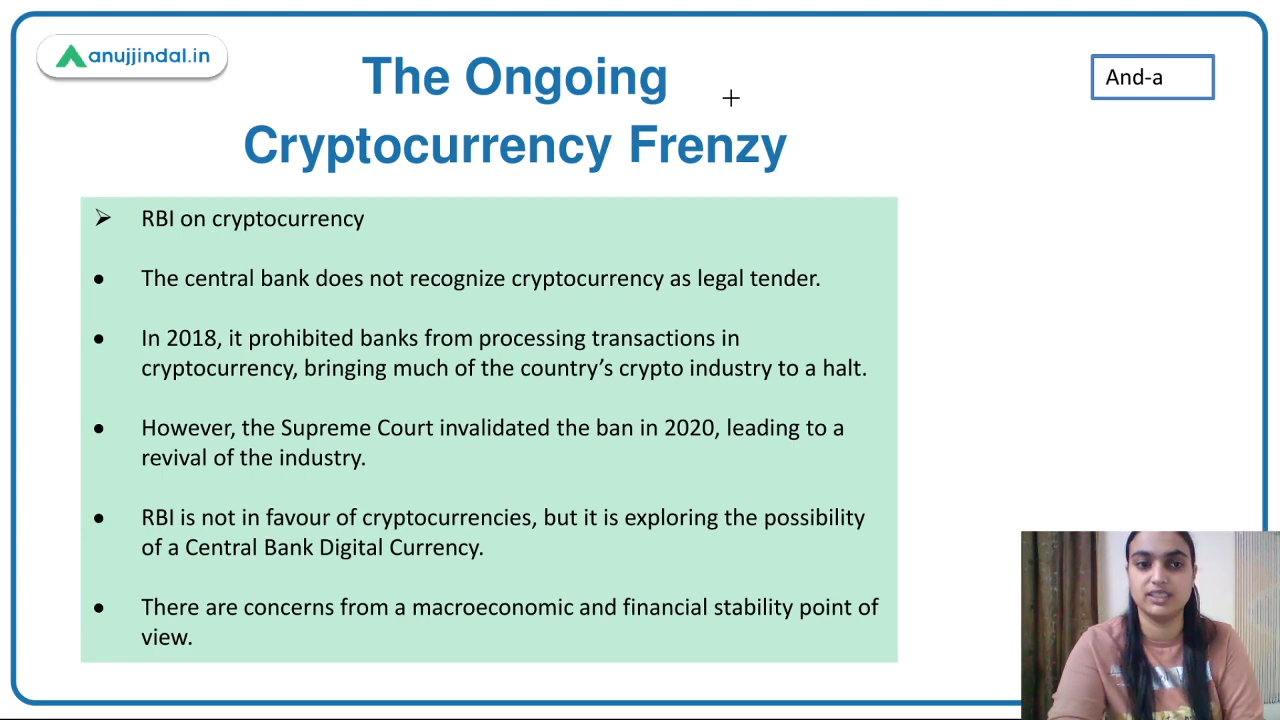 anujjindal.in
The Ongoing
Cryptocurrency Frenzy
And-a
➢ RBI on cryptocurrency
● The central bank does not recognize cryptocurrency as legal tender.
● In 2018, it prohibited banks from processing transactions in
cryptocurrency, bringing much of the country’s crypto industry to a halt.
● However, the Supreme Court invalidated the ban in 2020, leading to a
revival of the industry.
● RBI is not in favour of cryptocurrencies, but it is exploring the possibility
of a Central Bank Digital Currency.
● There are concerns from a macroeconomic and financial stability point of
view.